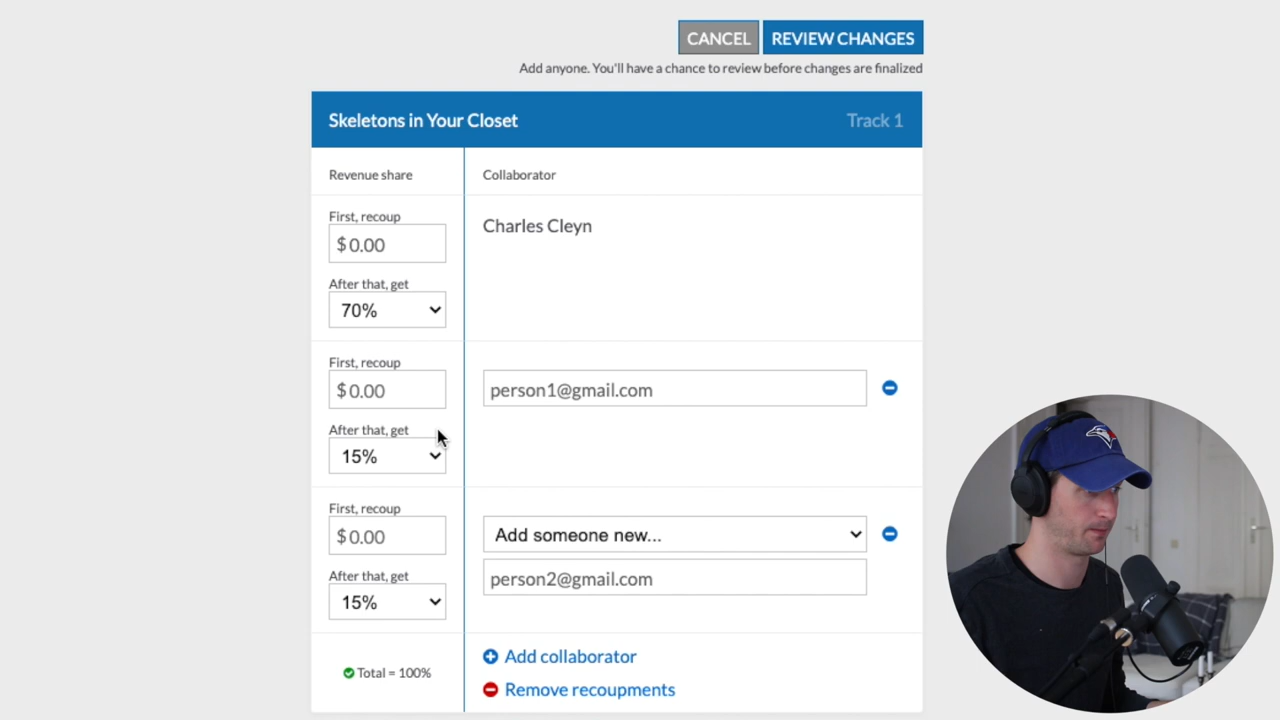 CANCEL
REVIEW CHANGES
Add anyone. You'll have a chance to review before changes are finalized
Skeletons in Your Closet
Track 1
Revenue share
Collaborator
First, recoup
$0.00
Charles Cleyn
After that, get
70%
First, recoup
$0.00
person1@gmail.com
After that, get
15%
First, recoup
$0.00
Add someone new...
After that, get
person2@gmail.com
15%
Total = 100%
Add collaborator
Remove recoupments